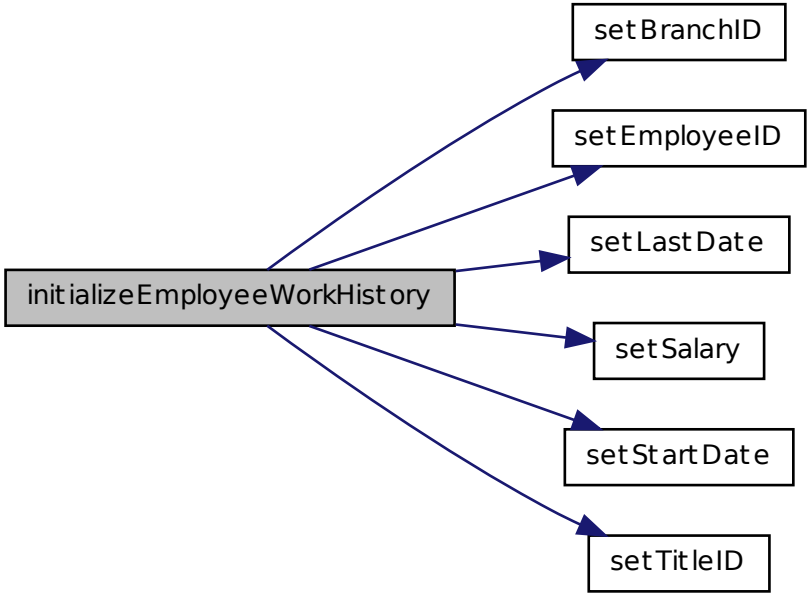 setBranchID
setEmployeeID
setLastDate
initializeEmployeeWorkHistory
setSalary
setStartDate
setTitleID